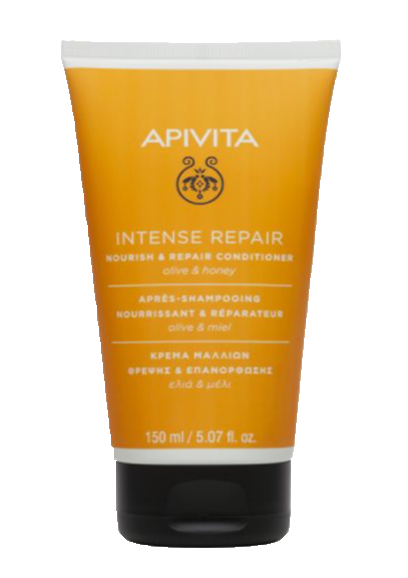 APIVITA
INTENSE REPAIR
NOURISH & REPAIR CONDITIONER
olive & honey
APRÈS-SHAMPOOING
NOURRISSANT & RÉPARATEUR
olive & miel
ΚΡΕΜΑ ΜΑΛΛΙΩΝ
ΘΡΕΨΗΣ & ΕΠΑΝΟΡΘΩΣΗΣ
ελιά & μέλι
150 ml / 5.07 fl. oz.